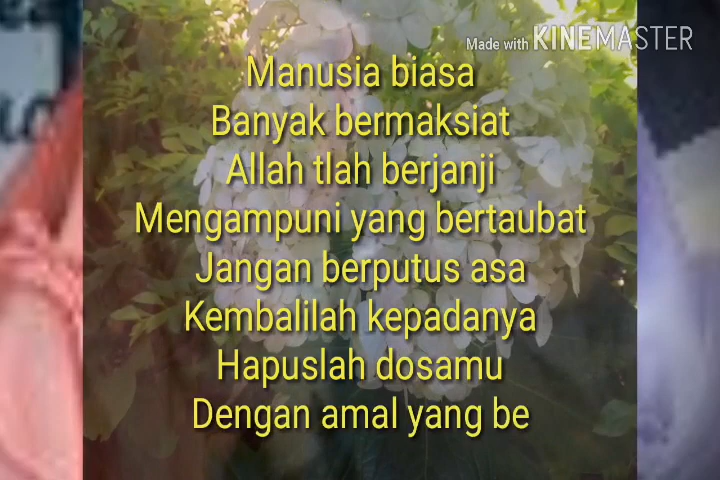 Made with KINEMASTER
Manusia biasa
Banyak bermaksiat
Allah tlah berjanji
Mengampuni yang bertaubat
Jangan berputus asa
Kembalilah kepadanya
Hapuslah dosamu
Dengan amal yang be